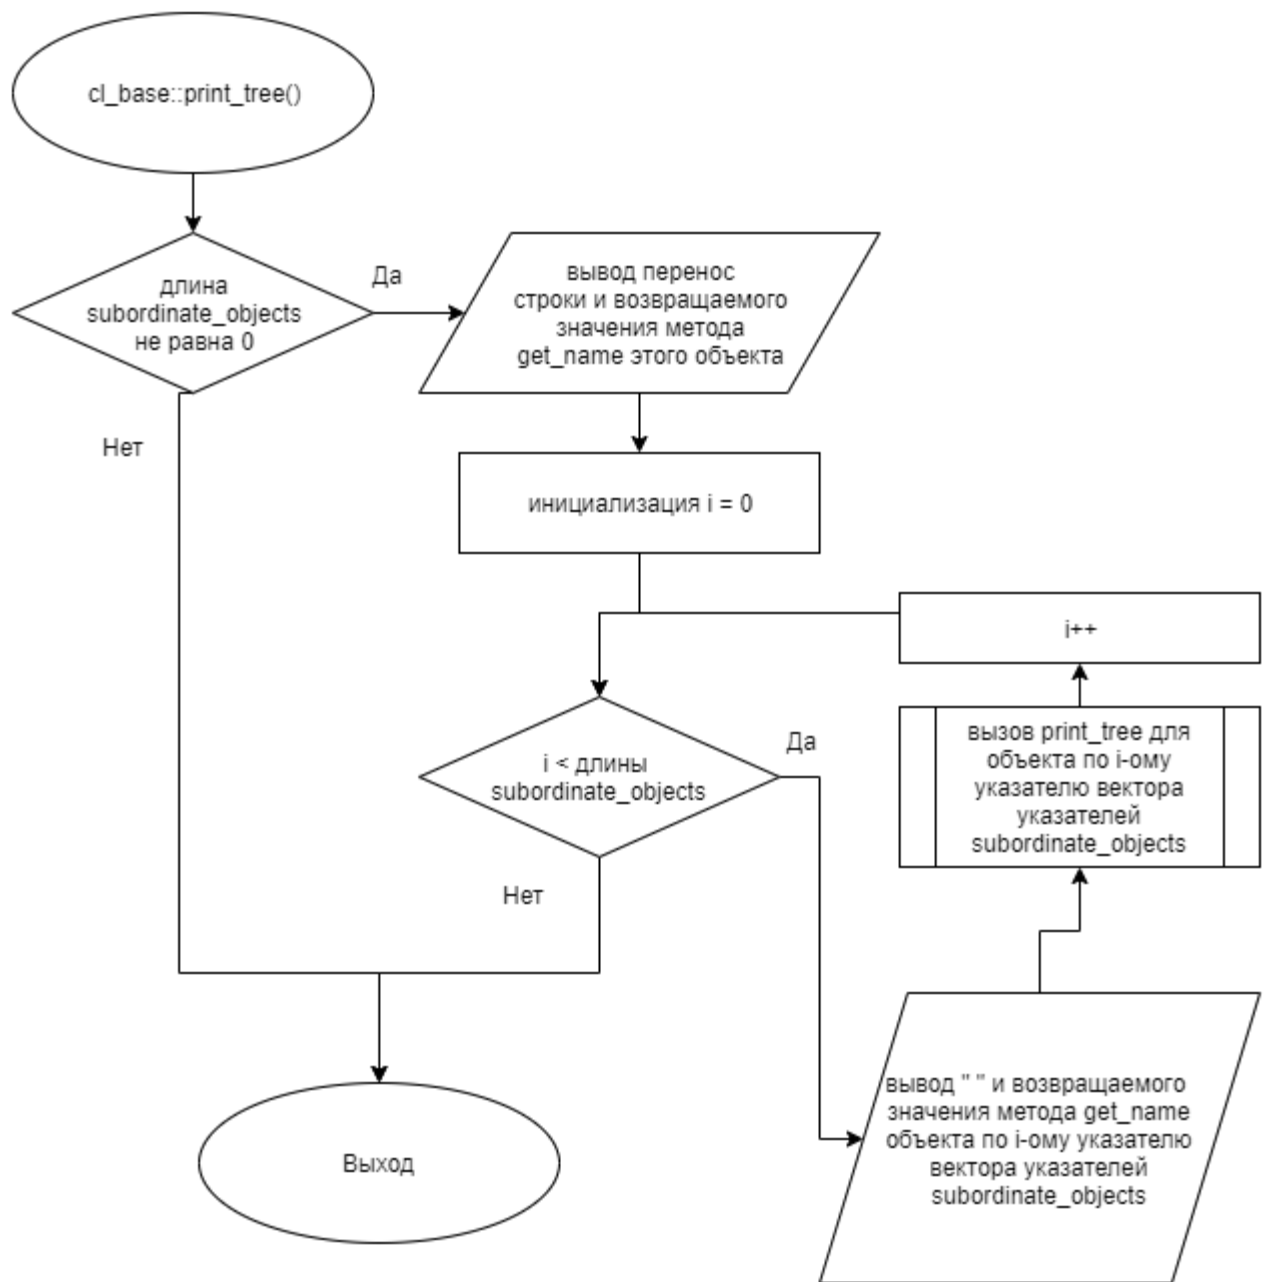 cl_base::print_tree()
длина
subordinate_objects
не равна 0
Да
вывод перенос
строки и возвращаемого
значения метода
get_name этого объекта
Нет
инициализация i = 0
i++
i < длины
subordinate_objects
Да
вызов print_tree для
объекта по i-ому
указателю вектора
указателей
subordinate_objects
Нет
вывод " " и возвращаемого
значения метода get_name
объекта по i-ому указателю
вектора указателей
subordinate_objects
Выход